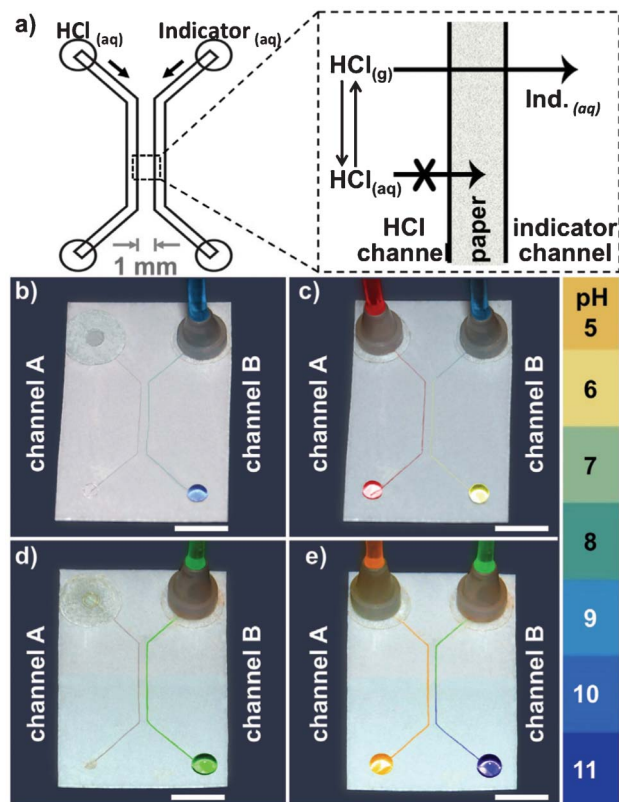 a)
HCl (aq)
Indicator (aq)
1 mm
HCl(g)
Ind. (aq)
HCl(aq)
HCl
channel
paper
indicator
channel
b)
channel A
channel B
c)
channel A
channel B
d)
channel A
channel B
e)
channel A
channel B
pH
5
6
7
8
9
10
11